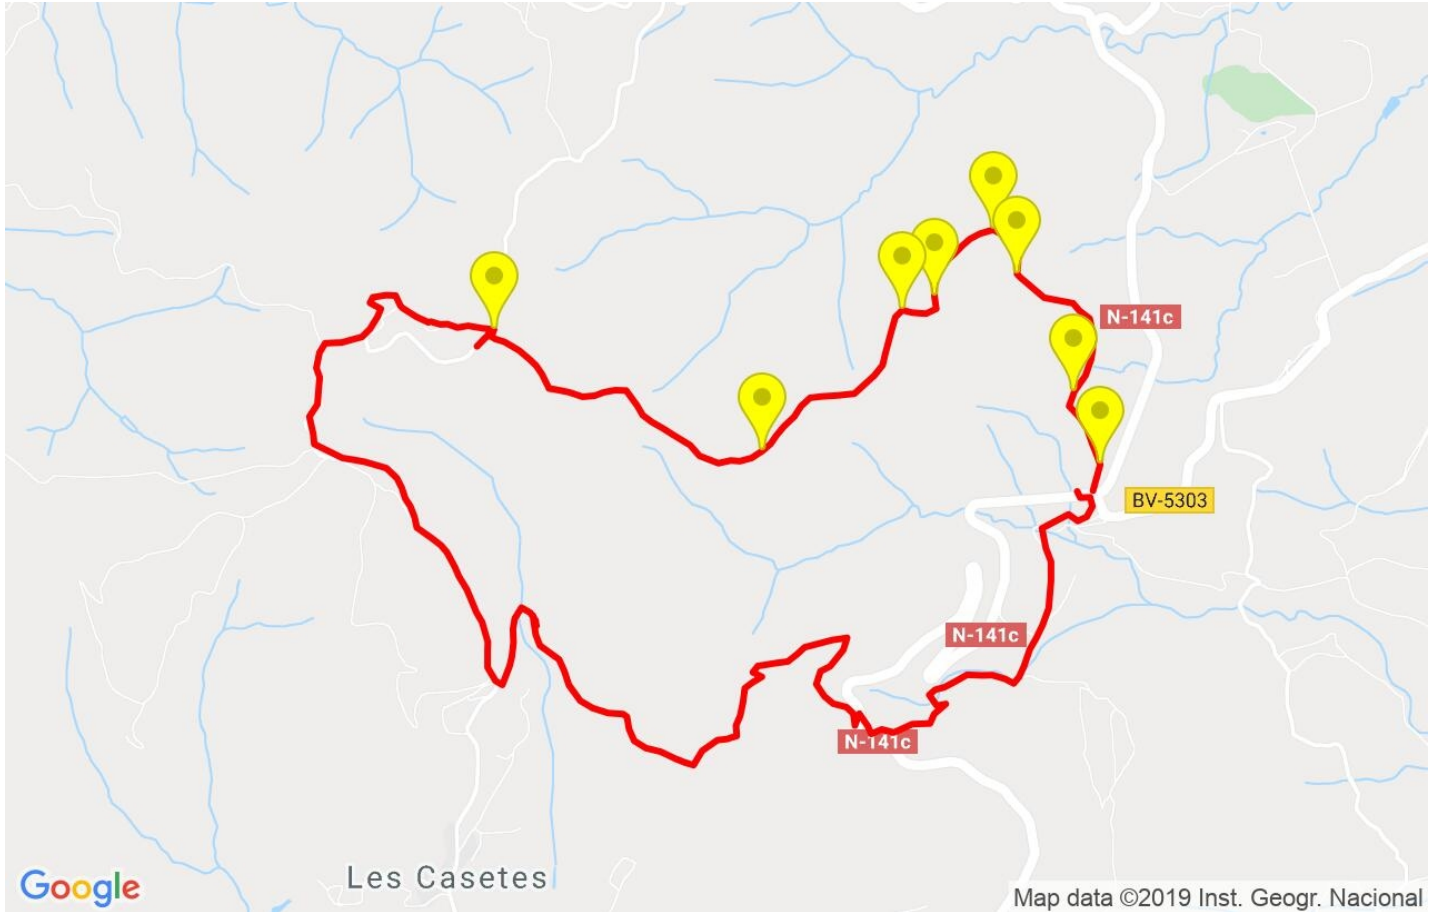 N-141c
BV-5303
N-141c
N-141c
Les Casetes
Google
Map data ©2019 Inst. Geogr. Nacional